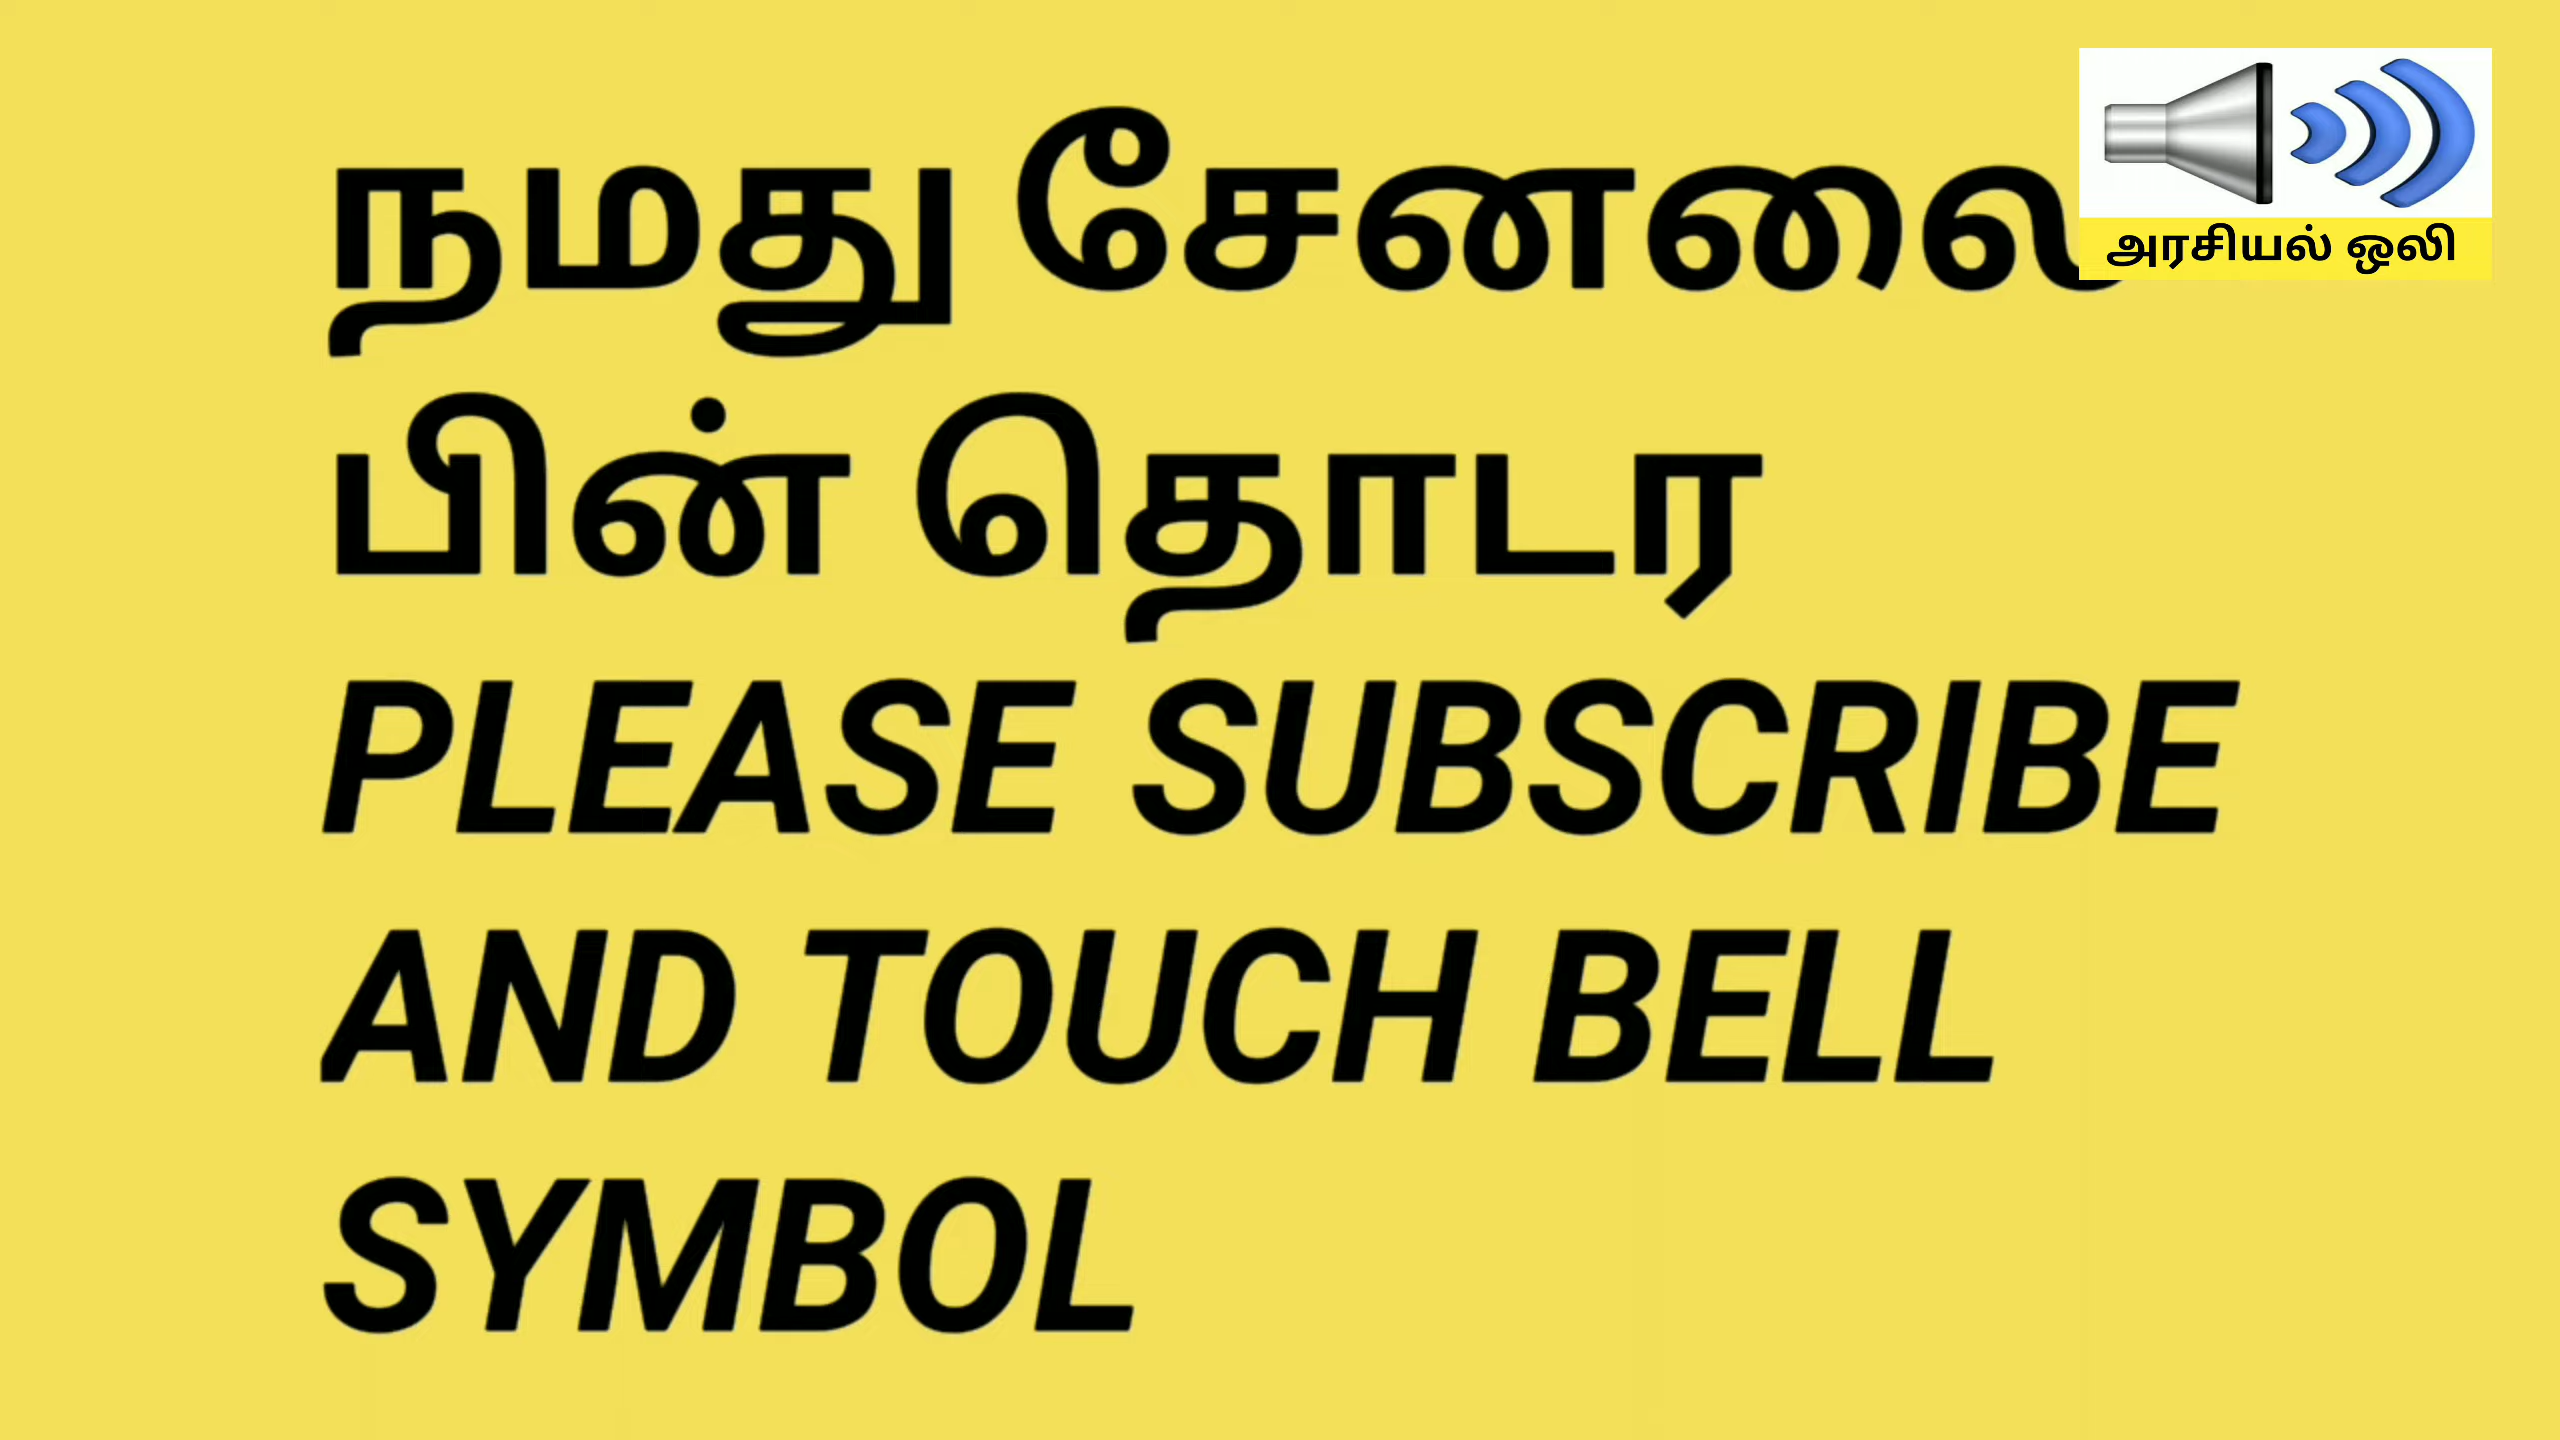 நமது சேனலை
பின் தொடர
PLEASE SUBSCRIBE
AND TOUCH BELL
SYMBOL
அரசியல் ஒலி